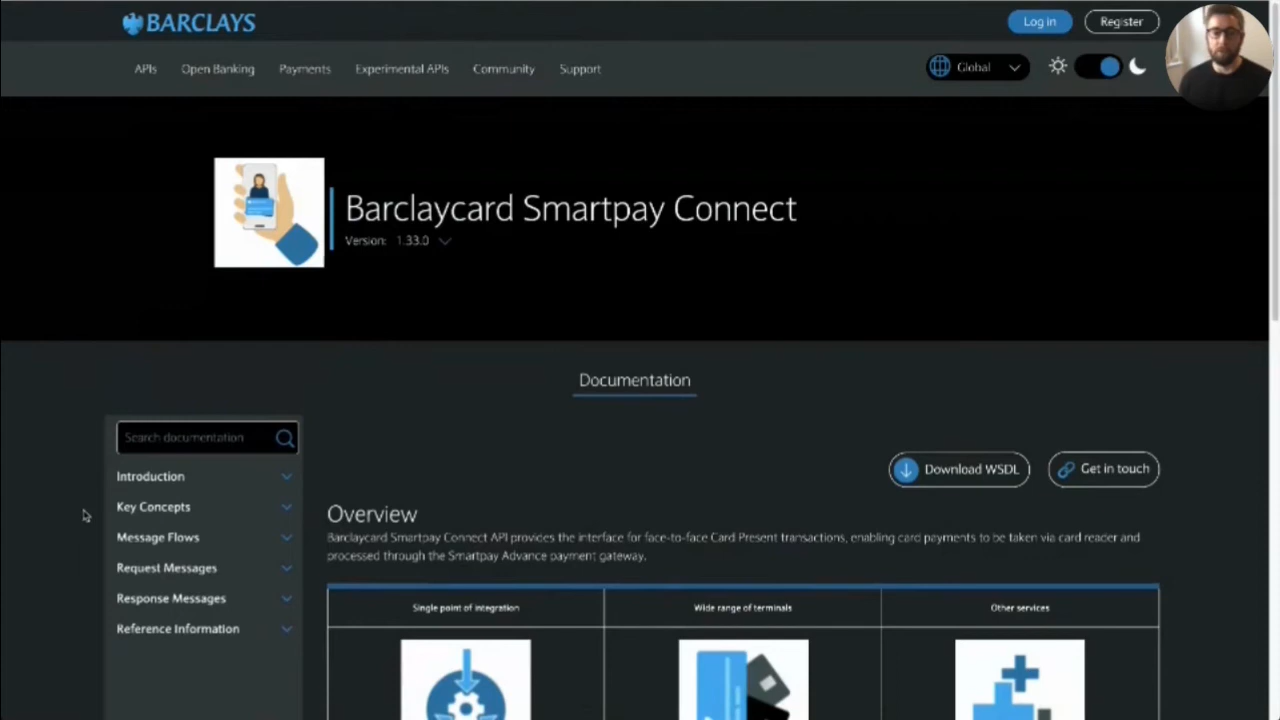 BARCLAYS
Log in
Register
APIs
Open Banking
Payments
Experimental APIs
Community
Support
Global
Barclaycard Smartpay Connect
Version: 1.33.0
Documentation
Search documentation
Introduction
Key Concepts
Message Flows
Request Messages
Response Messages
Reference Information
Download WSDL
Get in touch
Overview
Barclaycard Smartpay Connect API provides the interface for face-to-face Card Present transactions, enabling card payments to be taken via card reader and
processed through the Smartpay Advance payment gateway.
Single point of integration
Wide range of terminals
Other services